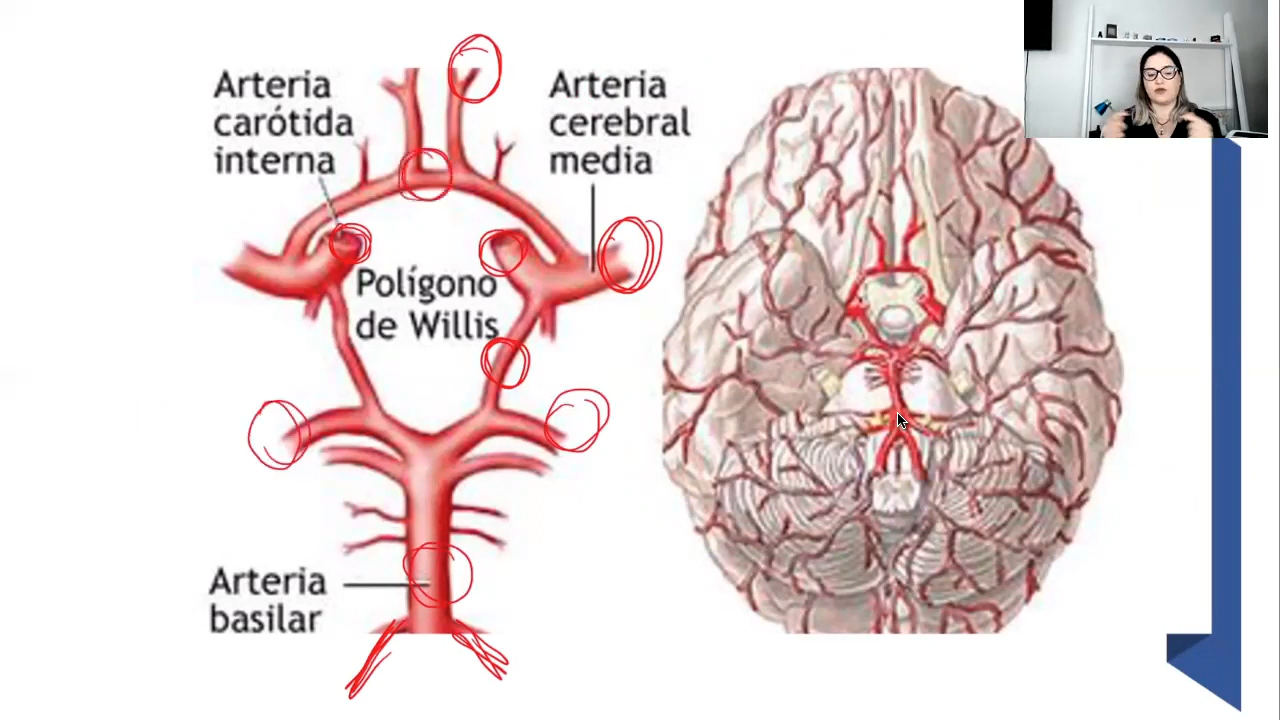 Arteria
carótida
interna
Arteria
cerebral
media
Polígono
de Willis
Arteria
basilar